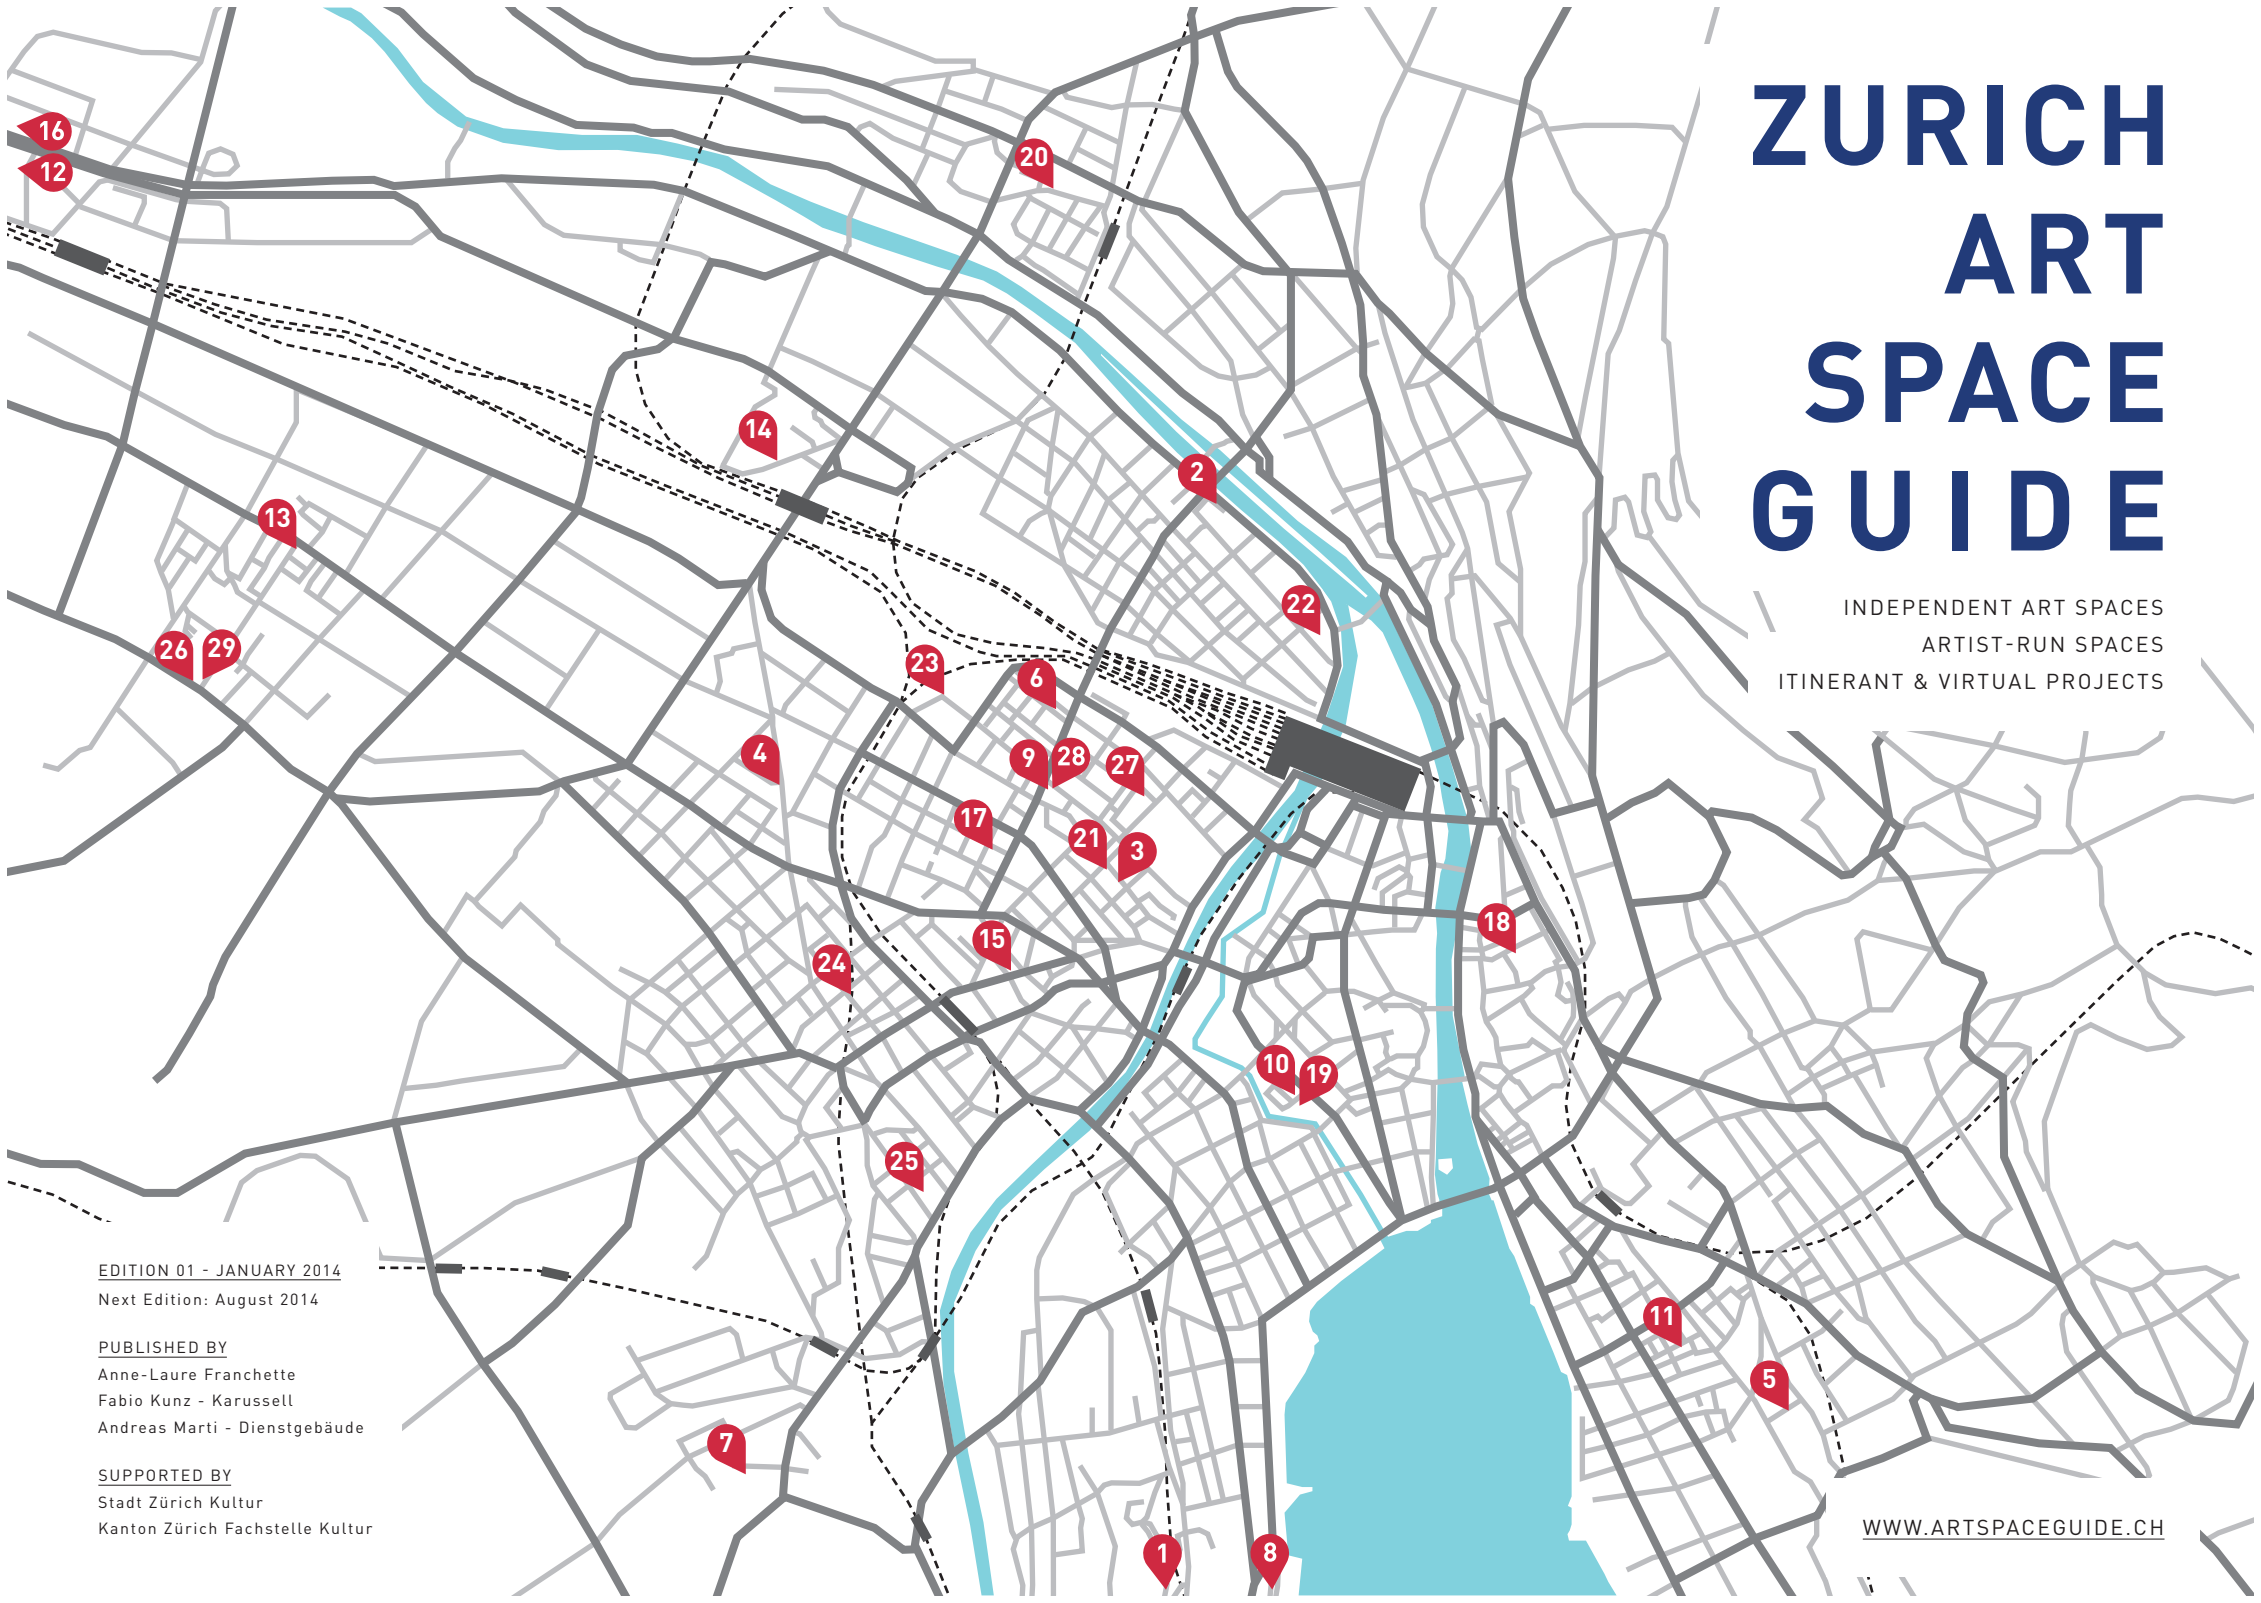 ZURICH
ART
SPACE
GUIDE
INDEPENDENT ART SPACES
ARTIST-RUN SPACES
ITINERANT & VIRTUAL PROJECTS
16
12
20
14
2
13
22
26
29
23
6
4
9
28
27
17
21
3
15
18
24
10
19
25
11
5
7
1
8
EDITION 01 - JANUARY 2014
Next Edition: August 2014
PUBLISHED BY
Anne-Laure Franchette
Fabio Kunz - Karussell
Andreas Marti - Dienstgebäude
SUPPORTED BY
Stadt Zürich Kultur
Kanton Zürich Fachstelle Kultur
WWW.ARTSPACEGUIDE.CH